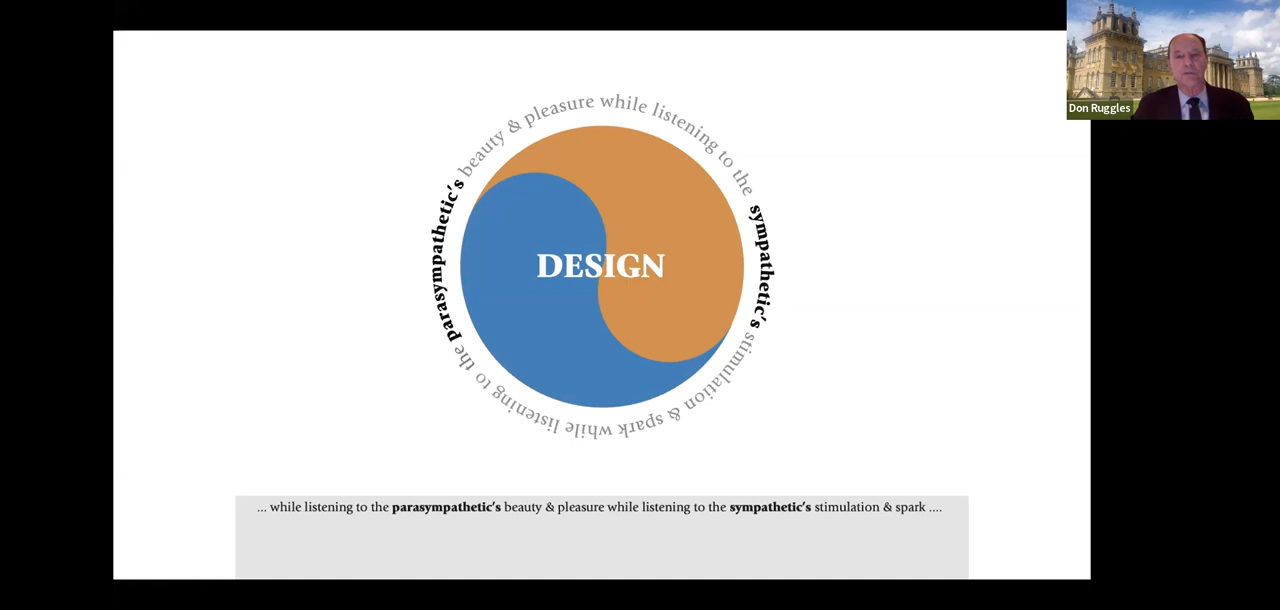 Don Ruggles
parasympathetic's beauty & pleasure while listening to the sympathetic's stimulation & spark while listening to the
DESIGN
... while listening to the parasympathetic's beauty & pleasure while listening to the sympathetic's stimulation & spark ....